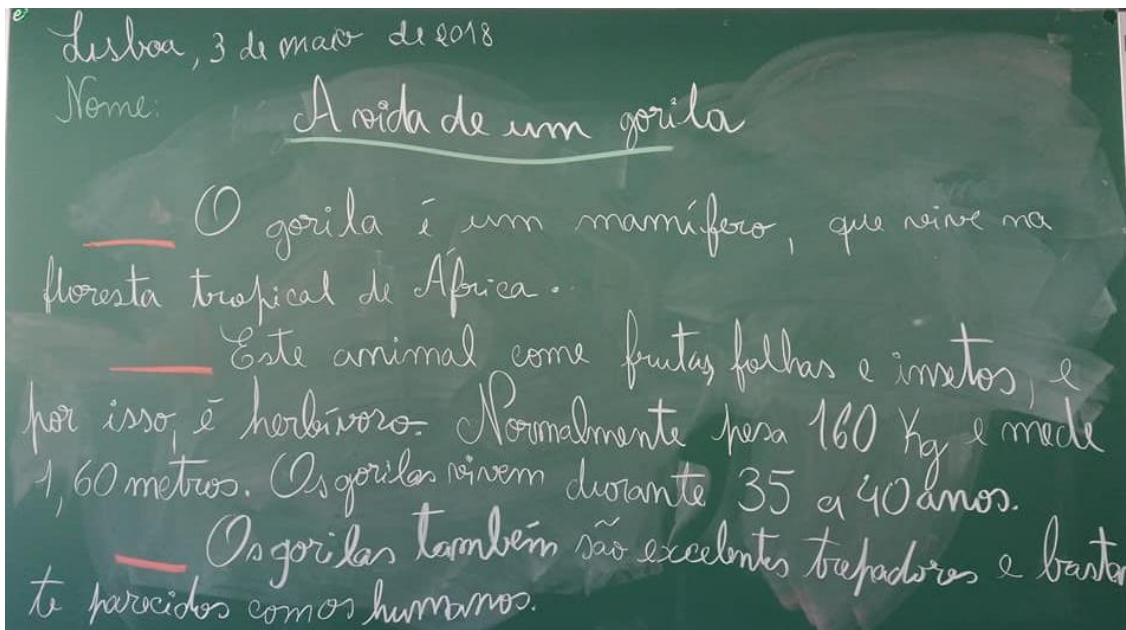 Lisboa, 3 de maio de 2018
Nome:
A vida de um gorila
O gorila é um mamífero, que vive na
floresta tropical de África.
Este animal come frutas, folhas e insetos, e
por isso, é herbívoro. Normalmente pesa 160 Kg e mede
1,60 metros. Os gorilas vivem durante 35 a 40 anos.
Os gorilas também são excelentes trepadores e bastan
te parecidos com os humanos.